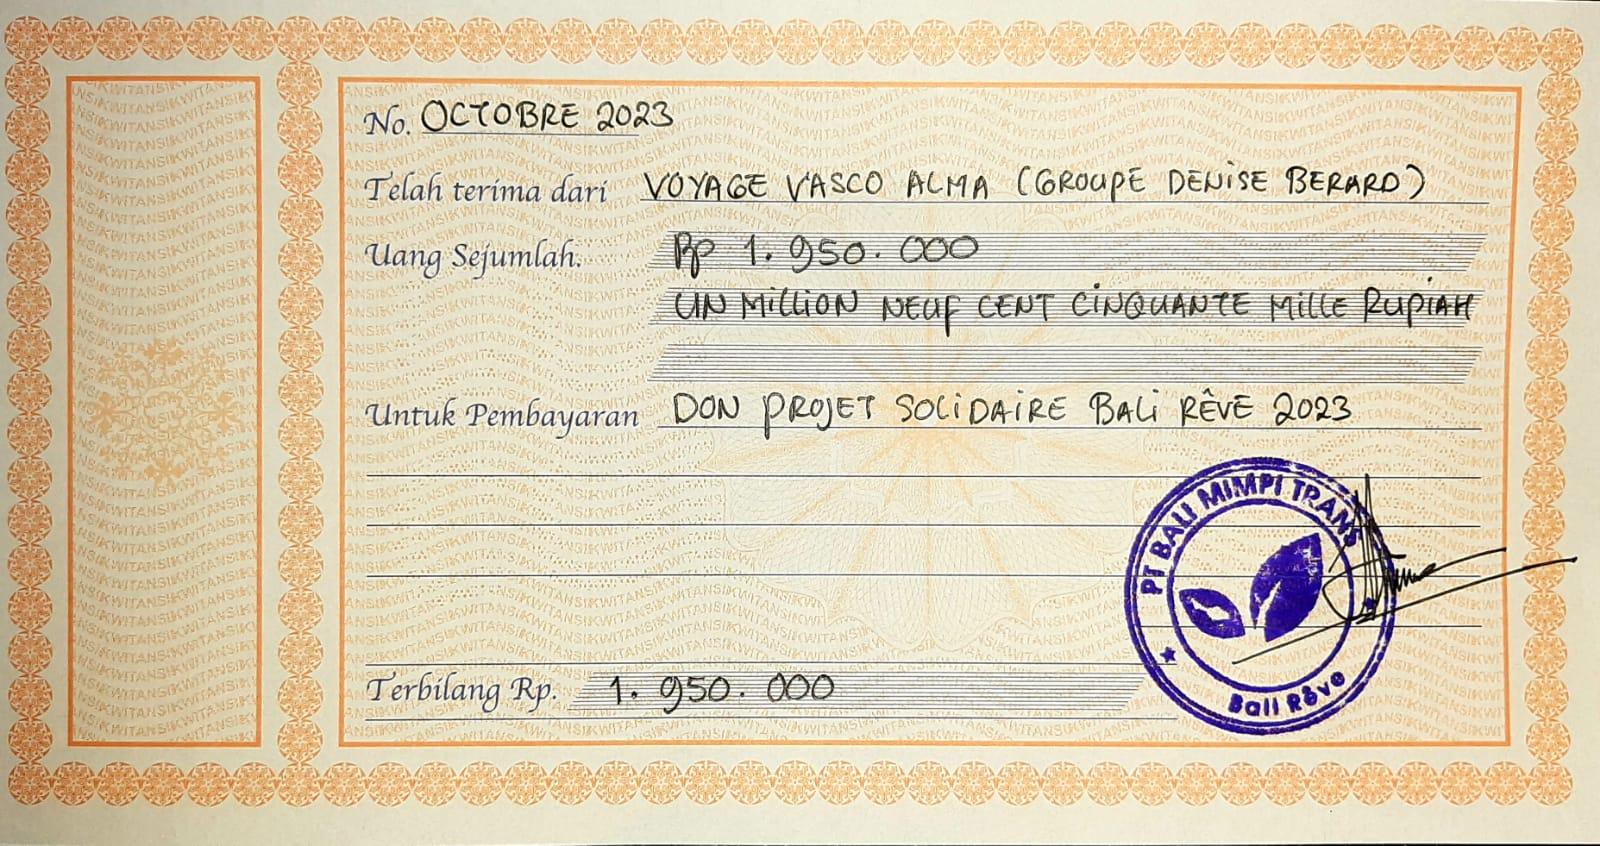 No. OCTOBRE 2023
Telah terima dari VOYAGE VASCO ALMA (GROUPE DENISE BERARD)
Uang Sejumlah. Rp 1.950.000
UN MILLION NEUF CENT CINQUANTE MILLE RUPIAH
Untuk Pembayaran DON PROJET SOLIDAIRE BALI RÊVE 2023
PT BALI MIMPI TRANS
Bali Rêve
Terbilang Rp. 1.950.000